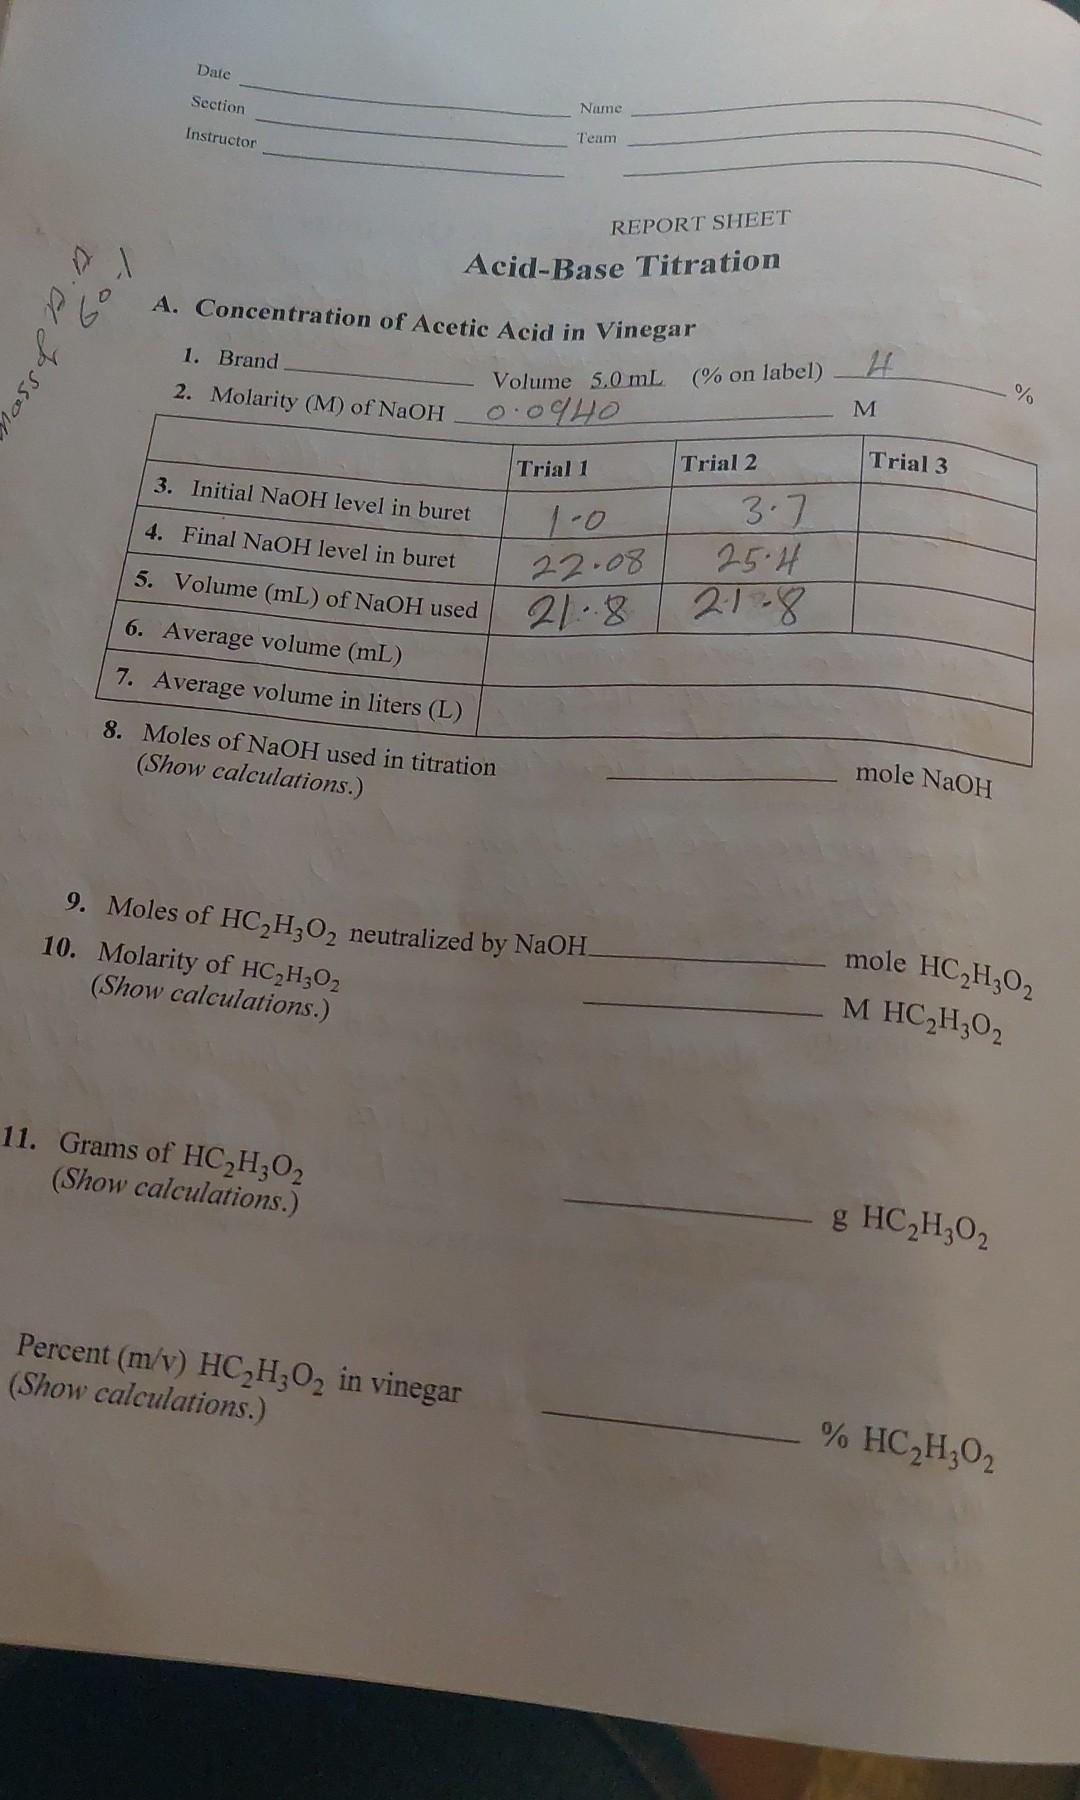 Date
Section
Instructor
Name
Team
REPORT SHEET
Acid-Base Titration
A. Concentration of Acetic Acid in Vinegar
1. Brand Volume 5.0 mL (% on label) 4 %
2. Molarity (M) of NaOH 0.0940 M
Trial 1 Trial 2 Trial 3
3. Initial NaOH level in buret 1.0 3.7
4. Final NaOH level in buret 22.08 25.4
5. Volume (mL) of NaOH used 21.8 21.8
6. Average volume (mL)
7. Average volume in liters (L)
8. Moles of NaOH used in titration mole NaOH
(Show calculations.)
9. Moles of HC₂H₃O₂ neutralized by NaOH mole HC₂H₃O₂
10. Molarity of HC₂H₃O₂ M HC₂H₃O₂
(Show calculations.)
11. Grams of HC₂H₃O₂ g HC₂H₃O₂
(Show calculations.)
Percent (m/v) HC₂H₃O₂ in vinegar % HC₂H₃O₂
(Show calculations.)